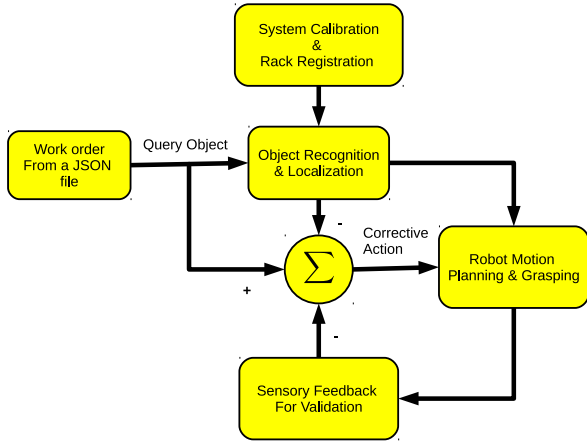 System Calibration
&
Rack Registration
Work order
From a JSON
file
Query Object
Object Recognition
& Localization
-
Corrective
Action
Σ
+
Robot Motion
Planning & Grasping
-
Sensory Feedback
For Validation